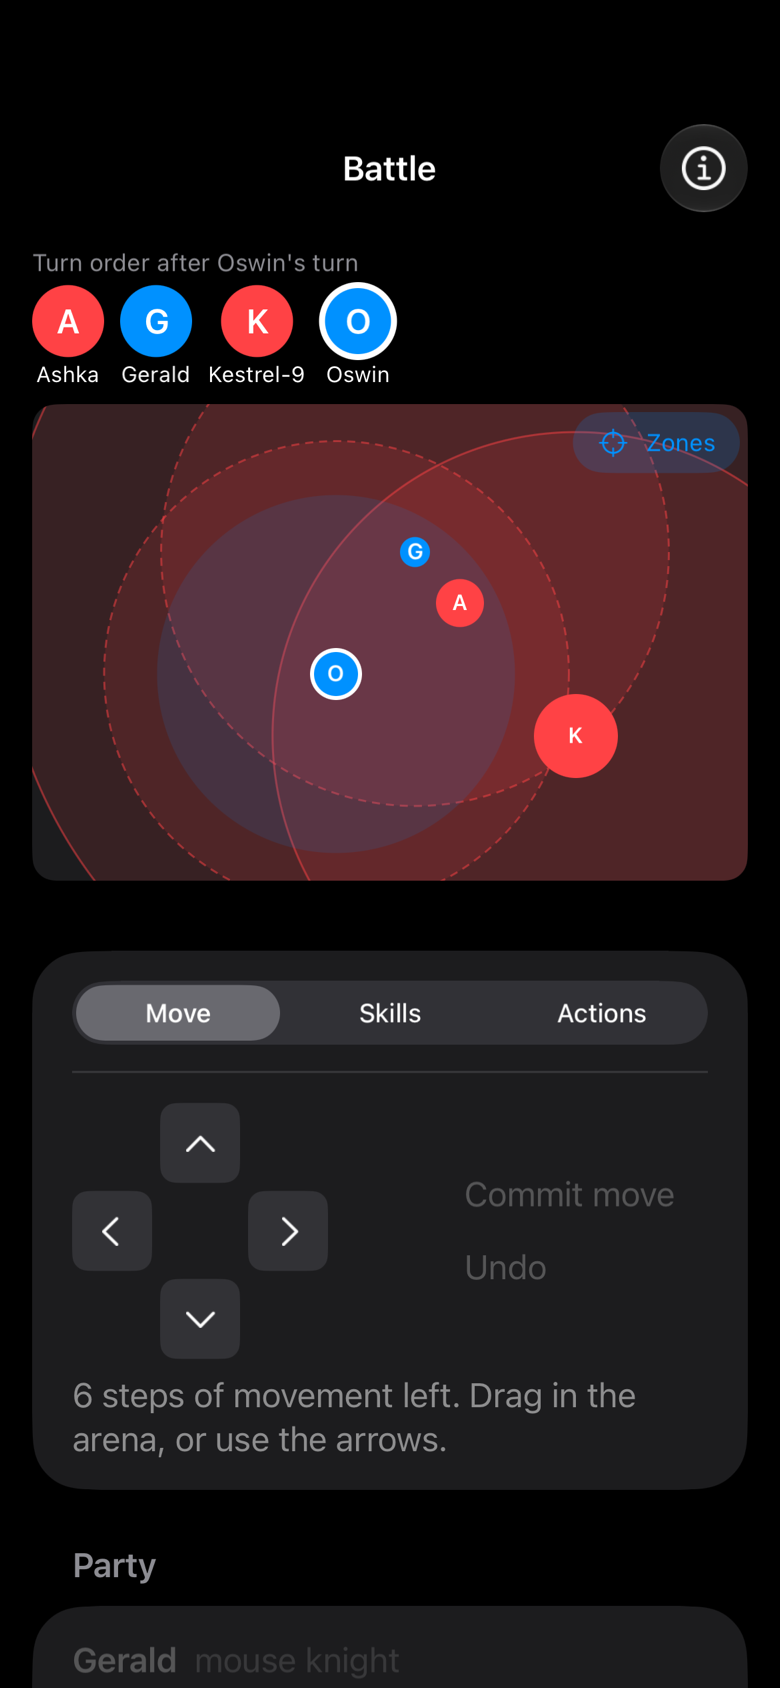 Battle
Turn order after Oswin's turn
A G K O
Ashka Gerald Kestrel-9 Oswin
Zones
G
A
O
K
Move Skills Actions
Commit move
Undo
6 steps of movement left. Drag in the
arena, or use the arrows.
Party
Gerald mouse knight